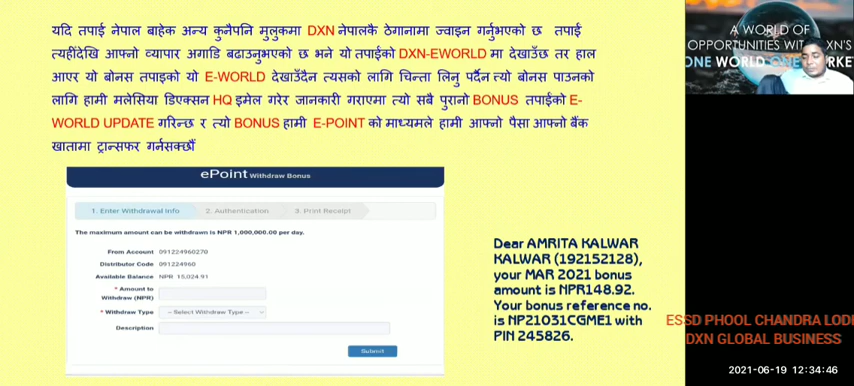 यदि तपाई नेपाल बाहेक अन्य कुनैपनि मुलुकमा DXN नेपालकै ठेगानामा ज्वाइन गर्नुभएको छ तपाई
त्यहीदेखि आफ्नो व्यापार अगाडि बढाउनुभएको छ भने यो तपाईको DXN-EWORLD मा देखाउँछ तर हाल
आएर यो बोनस तपाइको यो E-WORLD देखाउँदैन त्यसको लागि चिन्ता लिनु पर्दैन त्यो बोनस पाउनको
लागि हामी मलेसिया डिएक्सन HQ इमेल गरेर जानकारी गराएमा त्यो सबै पुरानो BONUS तपाईको E-
WORLD UPDATE गरिन्छ र त्यो BONUS हामी E-POINT को माध्यमले हामी आफ्नो पैसा आफ्नो बैंक
खातामा ट्रान्सफर गर्नसक्छौं
ePoint Withdraw Bonus
1. Enter Withdrawal Info 2. Authentication 3. Print Receipt
The maximum amount can be withdrawn is NPR 1,000,000.00 per day.
From Account 091224960270
Distributor Code 091224960
Available Balance NPR 15,024.91
* Amount to
Withdraw (NPR)
* Withdraw Type -- Select Withdraw Type --
Description
Submit
Dear AMRITA KALWAR
KALWAR (192152128),
your MAR 2021 bonus
amount is NPR148.92.
Your bonus reference no.
is NP21031CGME1 with
PIN 245826.
A WORLD OF
OPPORTUNITIES WIT XN'S
ONE WORLD ONE RKE
ESSD PHOOL CHANDRA LODH
DXN GLOBAL BUSINESS
2021-06-19 12:34:46